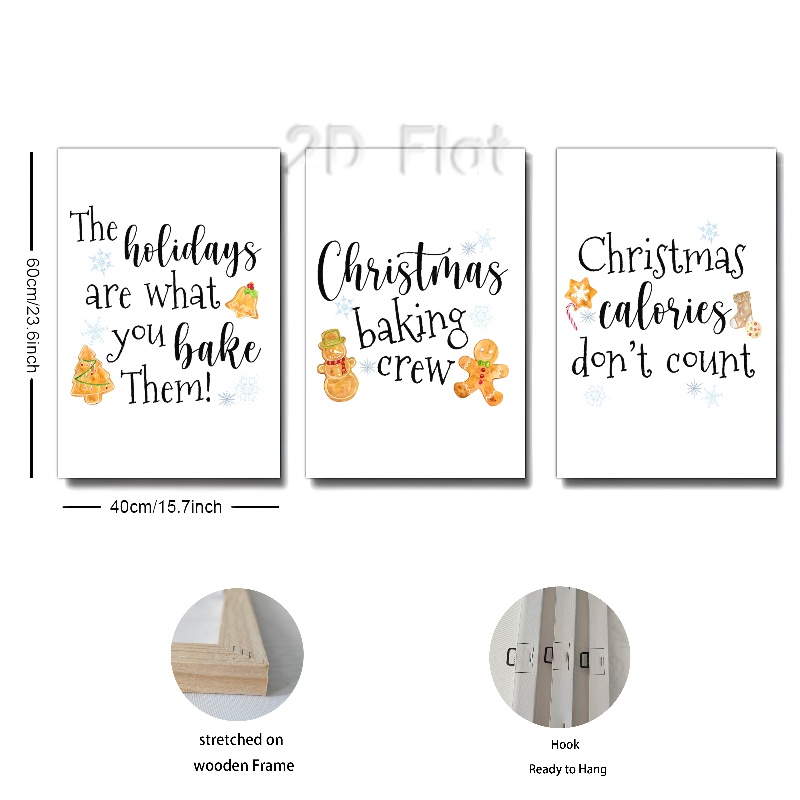 2D Flat
60cm/23.6inch
The holidays
are what
you bake
Them!
Christmas
baking
crew
Christmas
calories
don't count
40cm/15.7inch
stretched on
wooden Frame
Hook
Ready to Hang